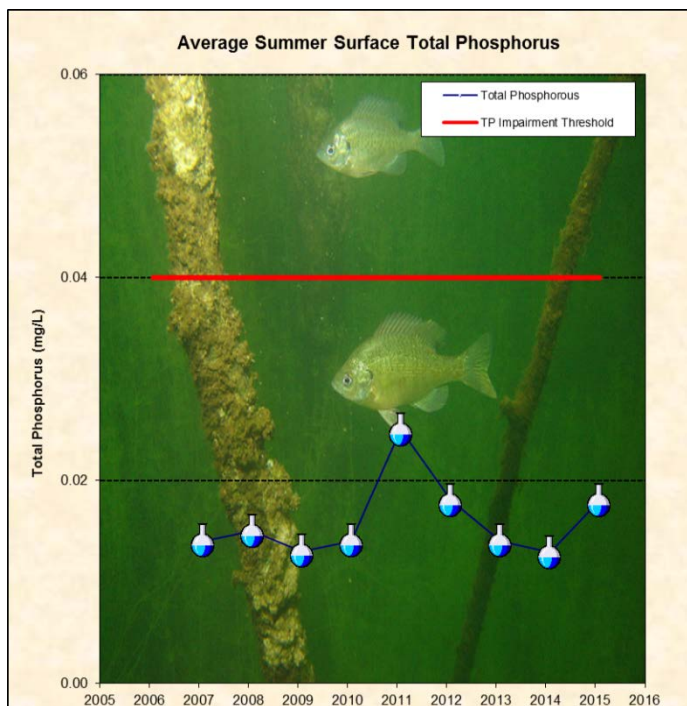 Average Summer Surface Total Phosphorus
0.06
Total Phosphorous
TP Impairment Threshold
0.04
Total Phosphorus (mg/L)
0.02
0.00
2005 2006 2007 2008 2009 2010 2011 2012 2013 2014 2015 2016